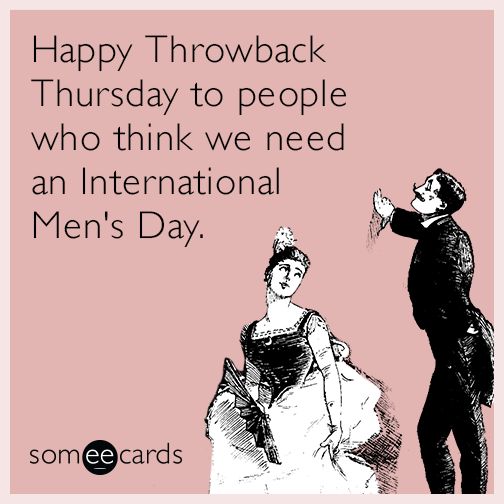 Happy Throwback
Thursday to people
who think we need
an International
Men's Day.
someecards